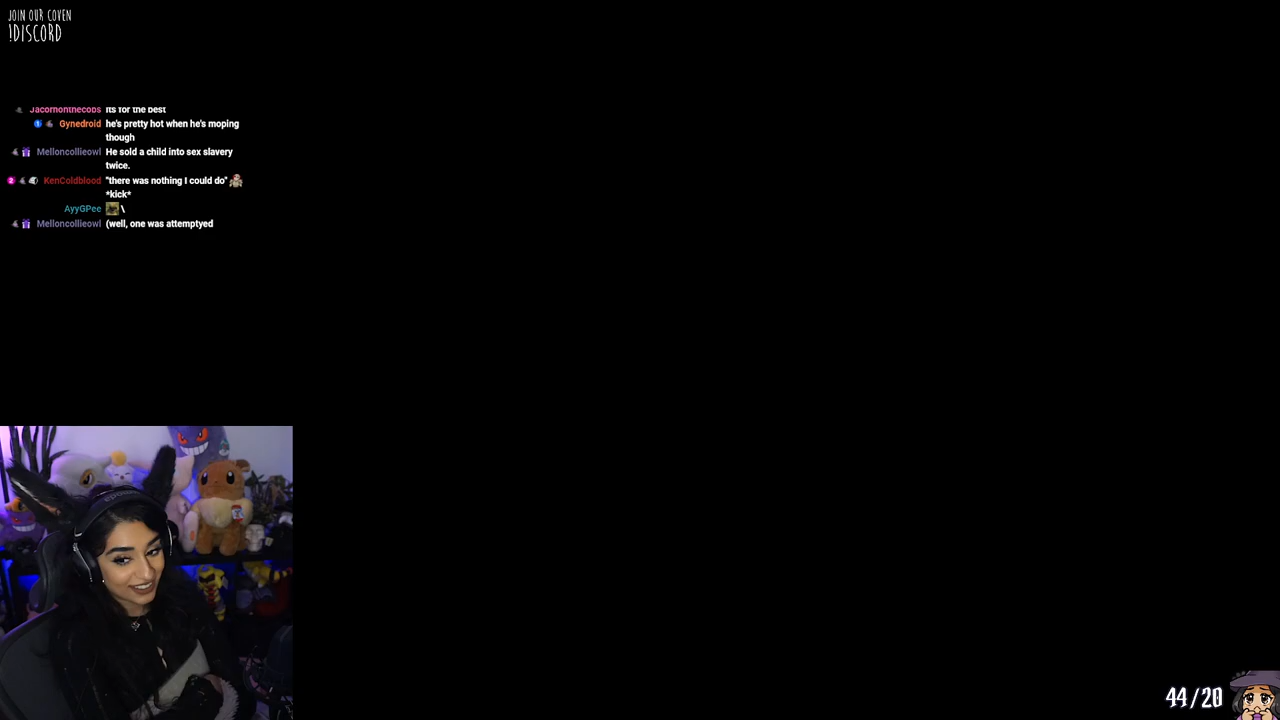 JOIN OUR COVEN
!DISCORD
Jacornonthecobs its for the best
Gynedroid he's pretty hot when he's moping
though
Melloncollieowl He sold a child into sex slavery
twice.
2 KenColdblood "there was nothing I could do"
*kick*
AyyGPee \
Melloncollieowl (well, one was attemptyed
44/20